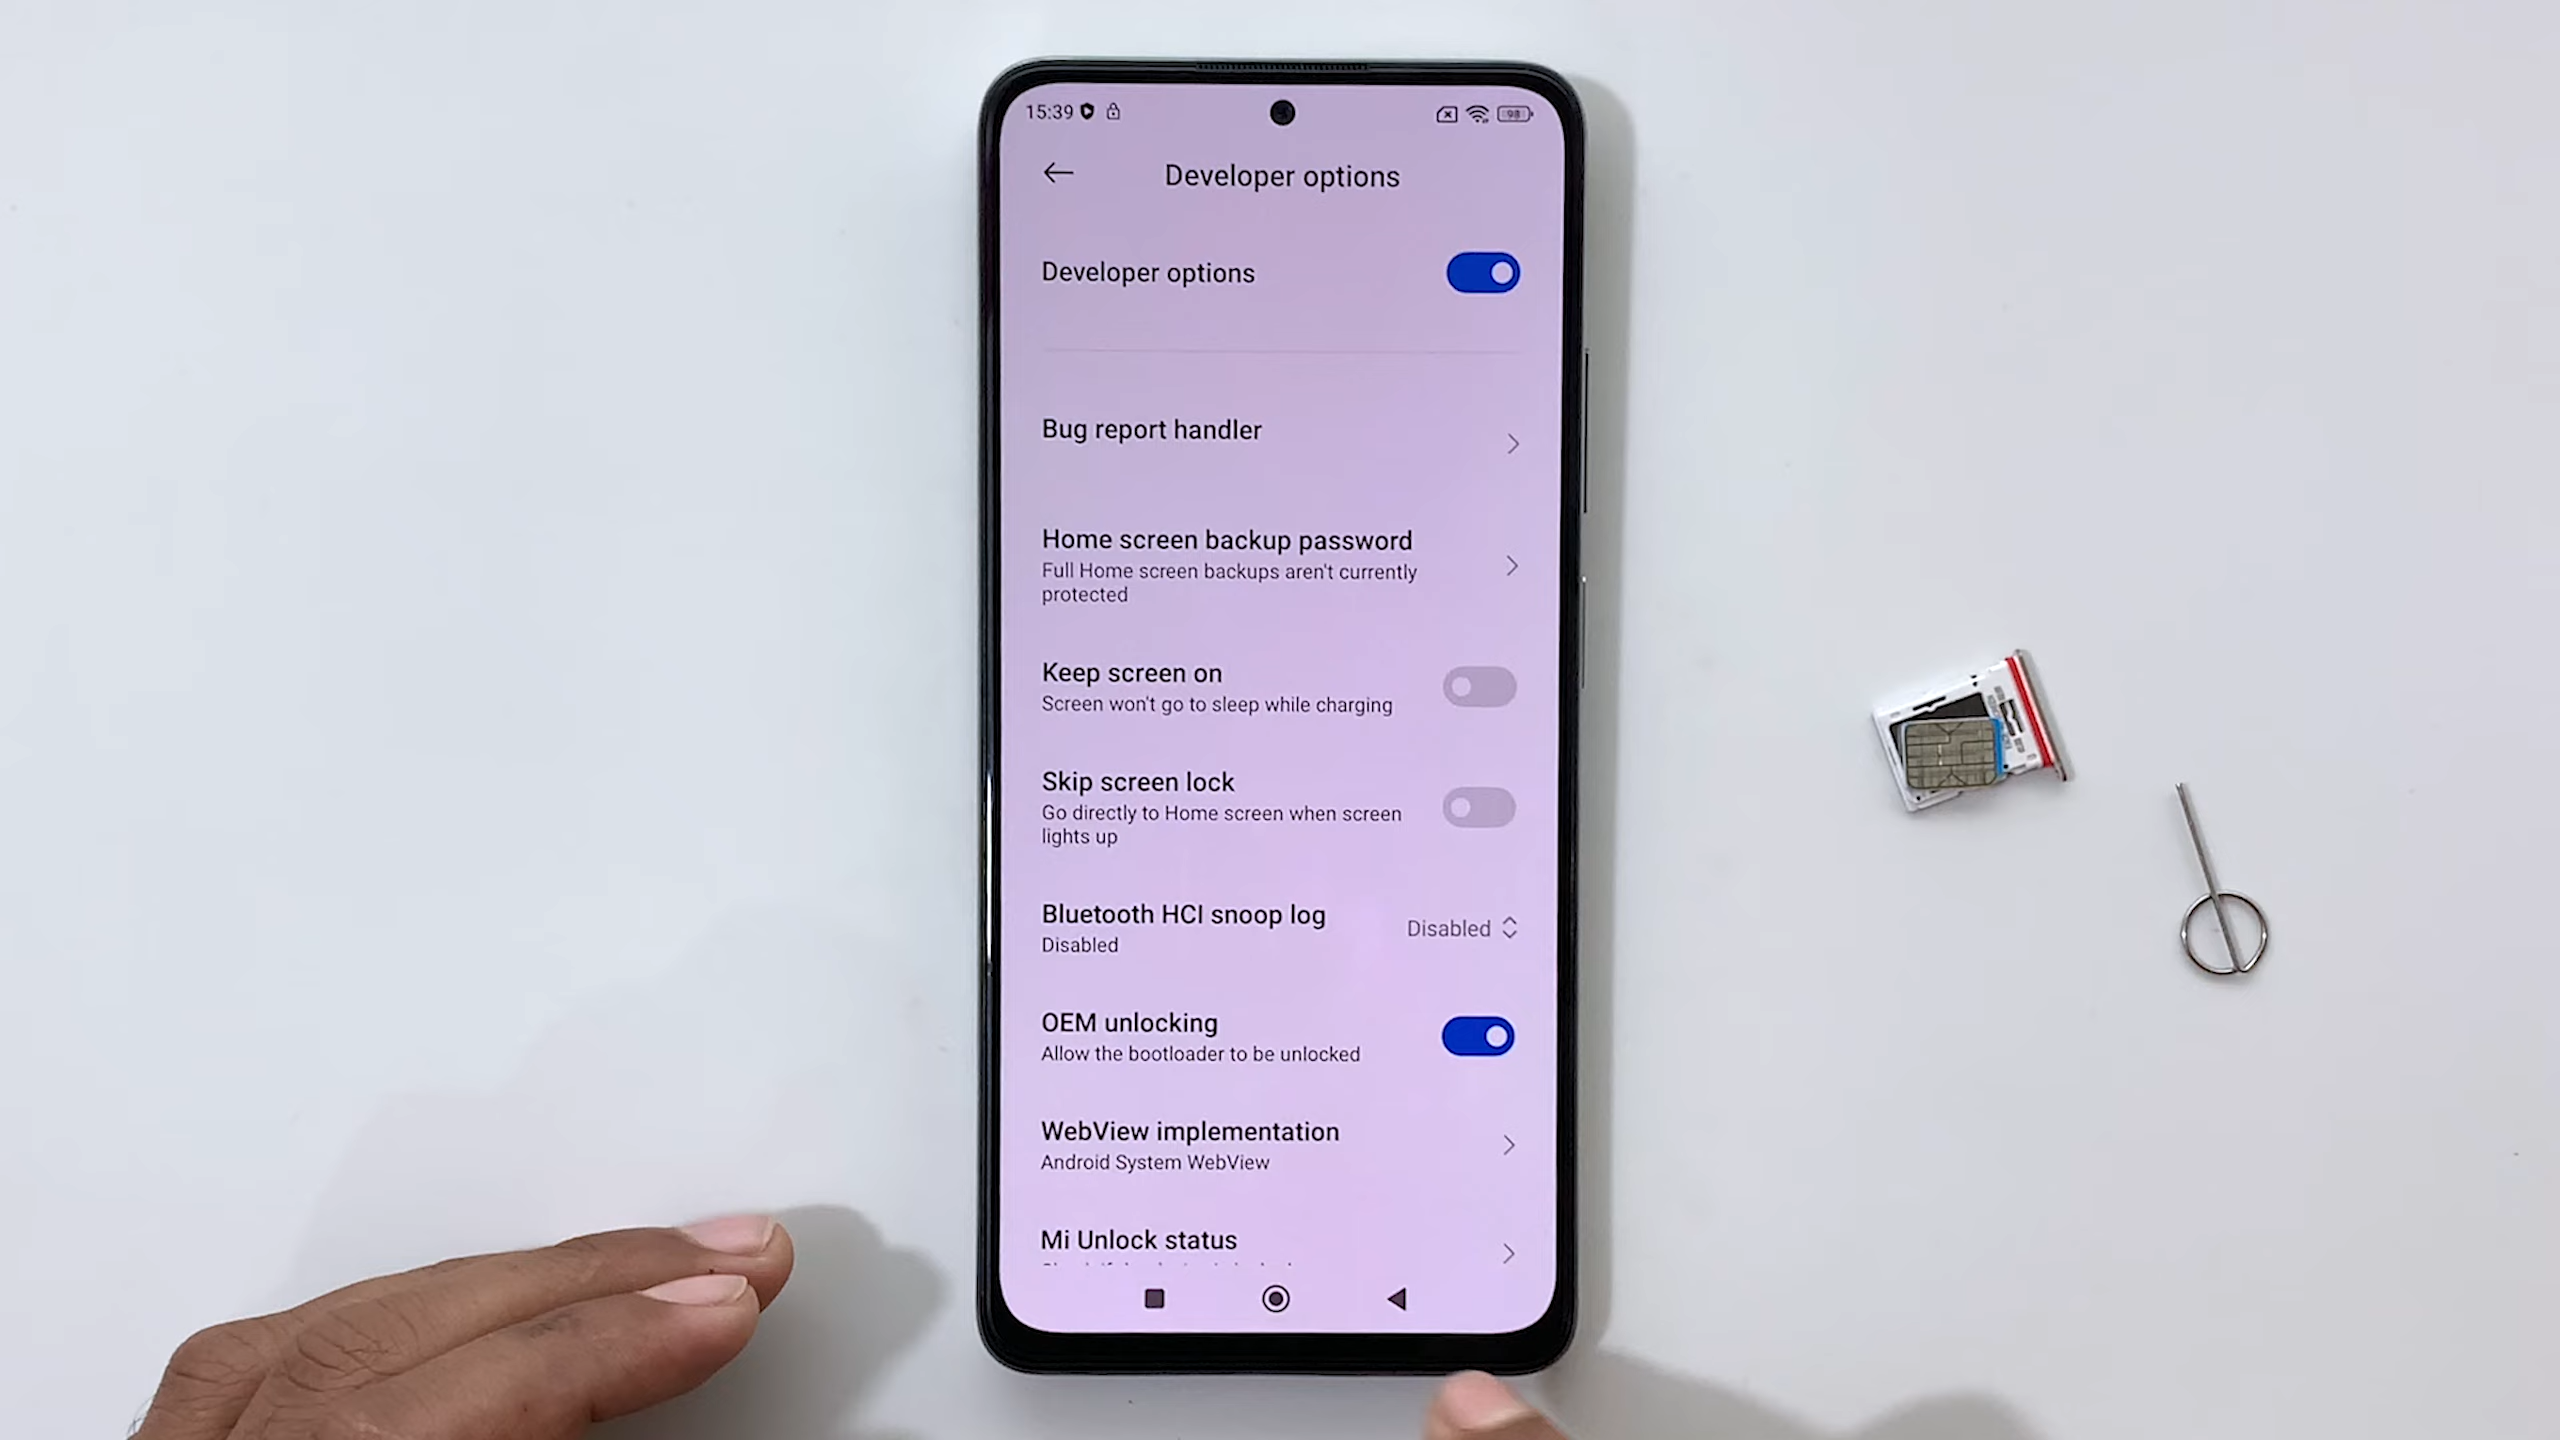 15:39
98
Developer options
Developer options
Bug report handler
Home screen backup password
Full Home screen backups aren't currently
protected
Keep screen on
Screen won't go to sleep while charging
Skip screen lock
Go directly to Home screen when screen
lights up
Bluetooth HCI snoop log
Disabled
Disabled
OEM unlocking
Allow the bootloader to be unlocked
WebView implementation
Android System WebView
Mi Unlock status